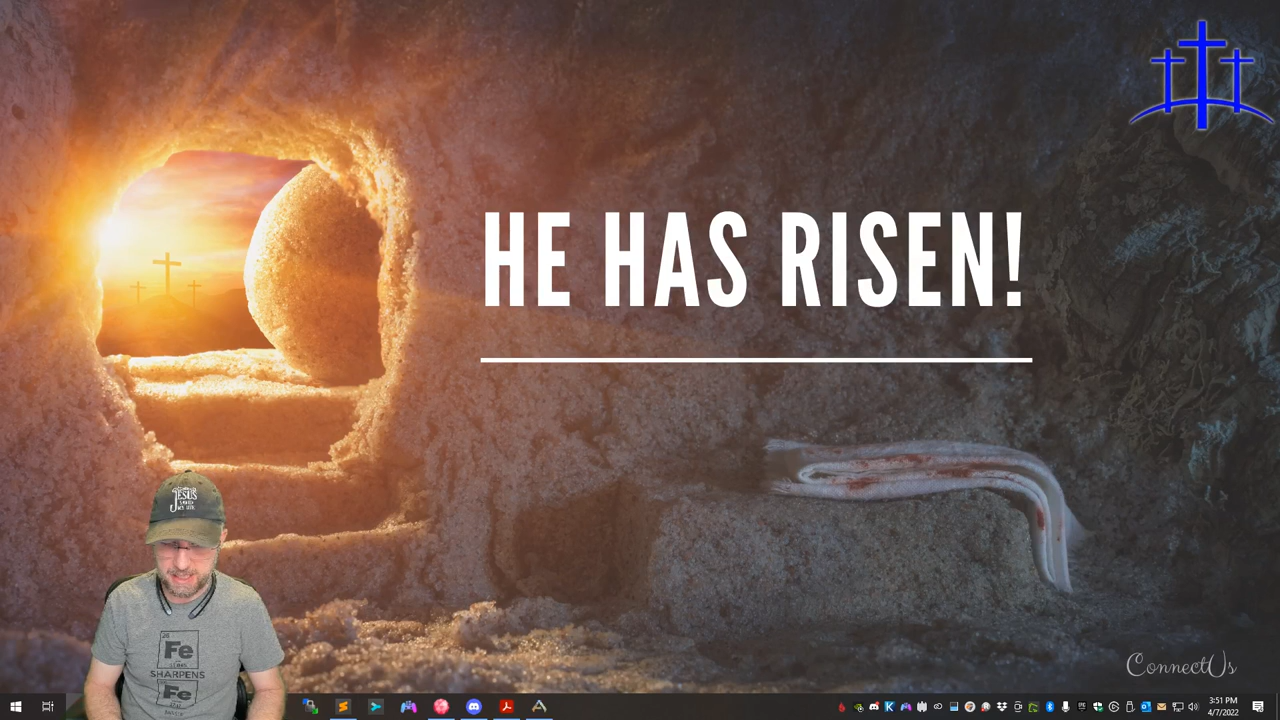 HE HAS RISEN!
JESUS
Fe
SHARPENS
Fe
ConnectUs
3:51 PM
4/7/2022